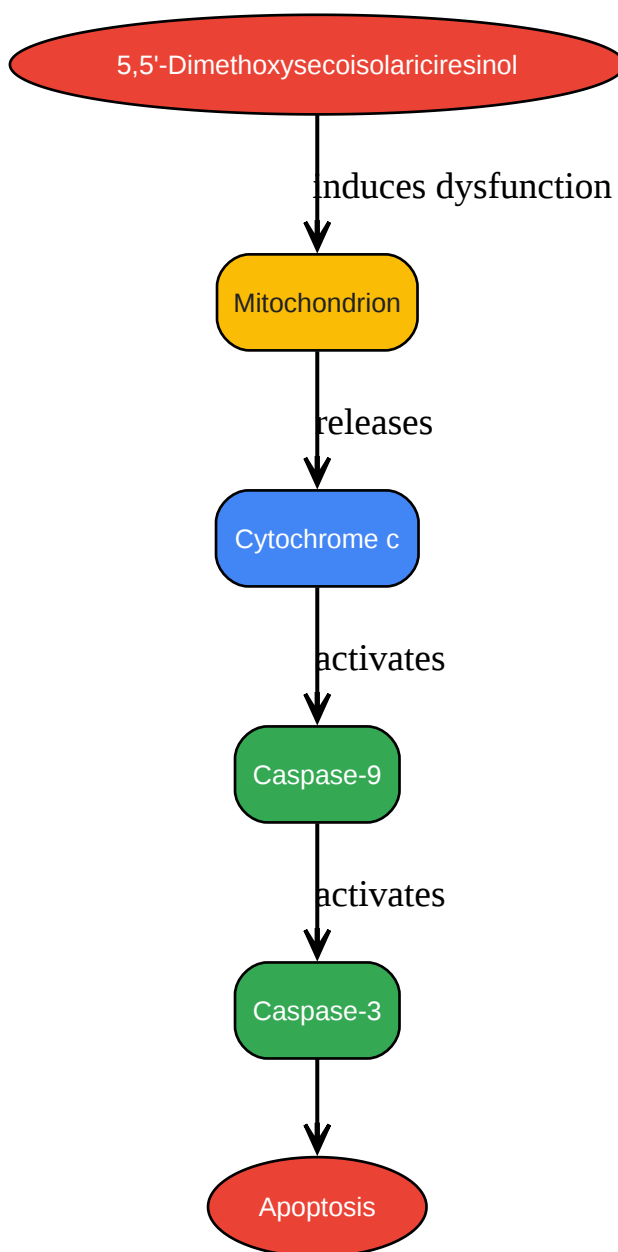 5,5'-Dimethoxysecoisolariciresinol
induces dysfunction
Mitochondrion
releases
Cytochrome c
activates
Caspase-9
activates
Caspase-3
Apoptosis